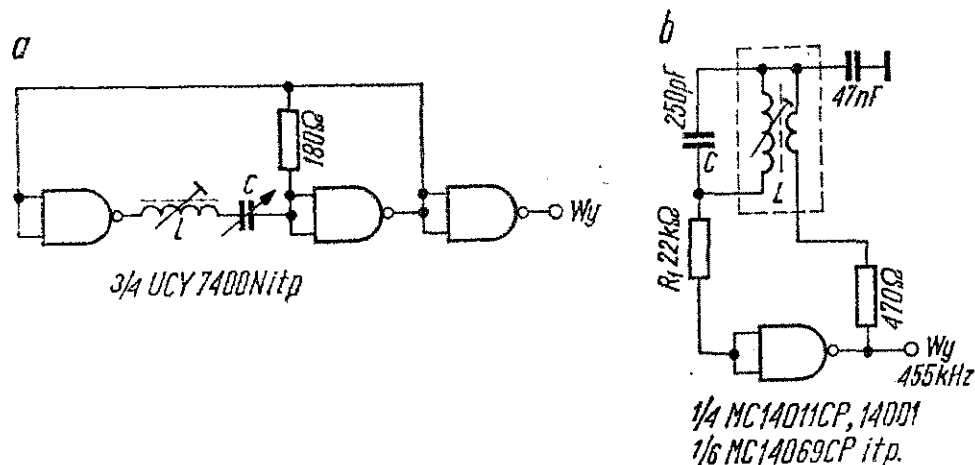 a
180Ω
L
C
Wy
3/4 UCY 7400N itp
b
250pF
C
L
47nF
R1 22kΩ
470Ω
Wy
455kHz
1/4 MC14011CP, 14001
1/6 MC14069CP itp.